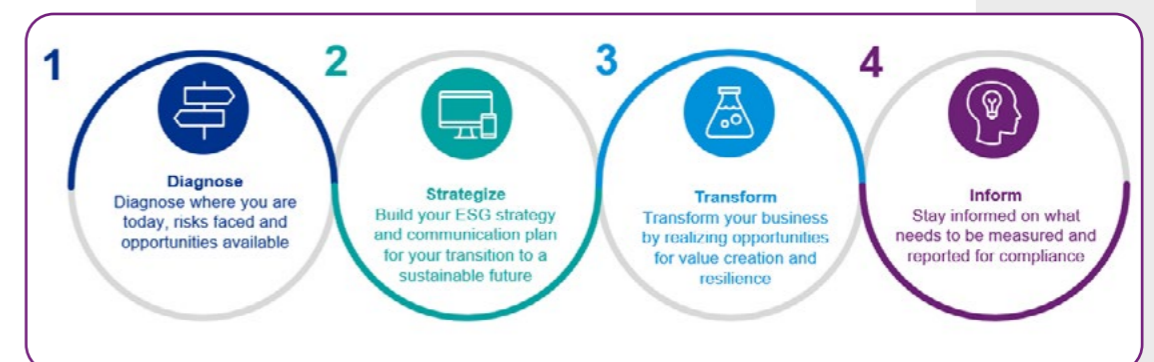 1
Diagnose
Diagnose where you are
today, risks faced and
opportunities available
2
Strategize
Build your ESG strategy
and communication plan
for your transition to a
sustainable future
3
Transform
Transform your business
by realizing opportunities
for value creation and
resilience
4
Inform
Stay informed on what
needs to be measured and
reported for compliance